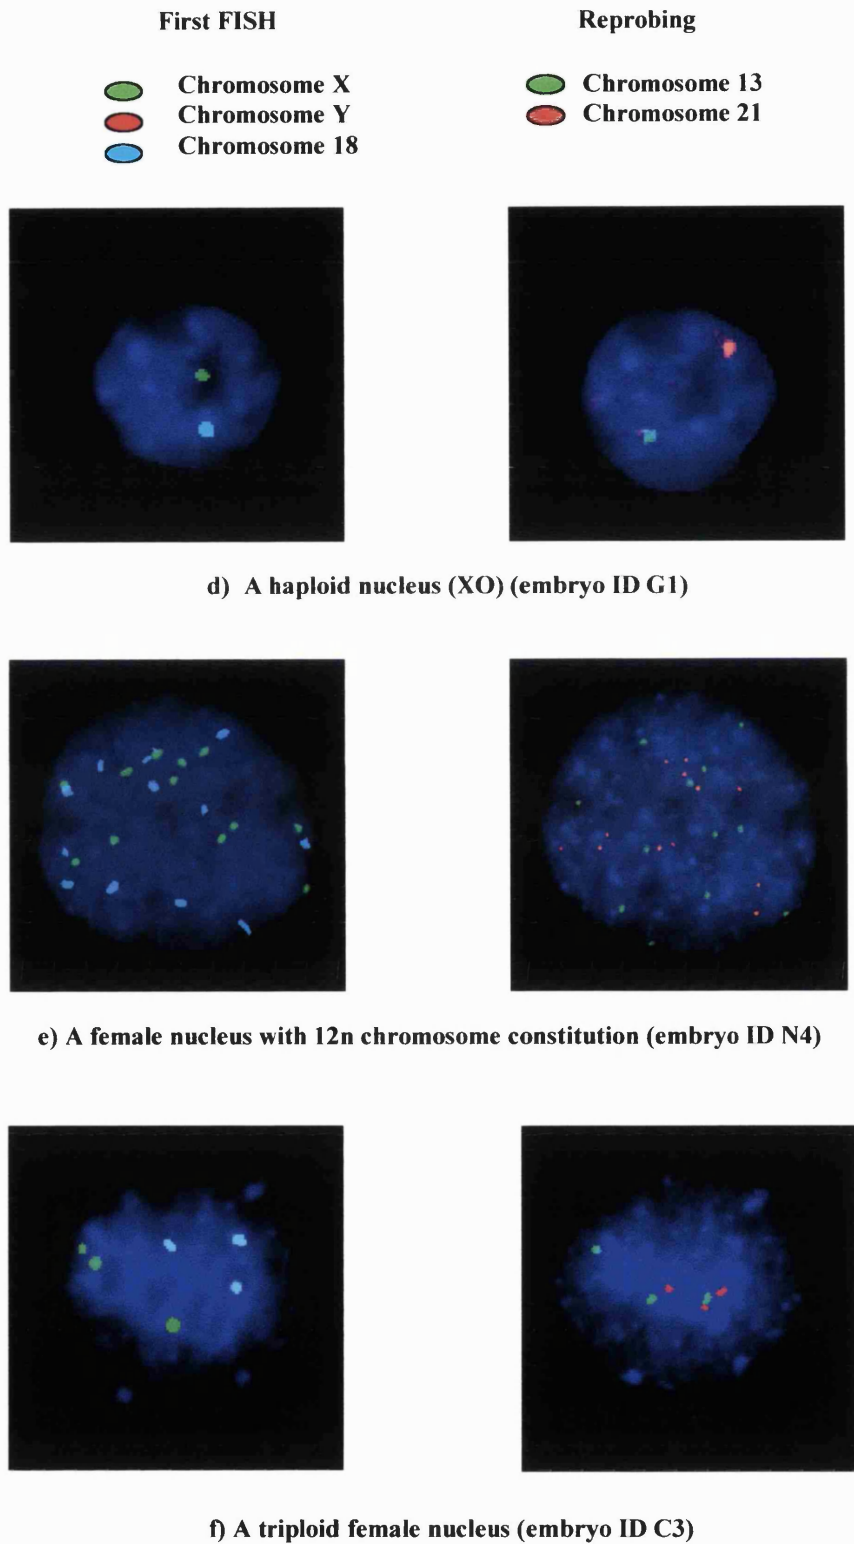 First FISH
Reprobing
Chromosome X
Chromosome Y
Chromosome 18
Chromosome 13
Chromosome 21
d) A haploid nucleus (XO) (embryo ID G1)
e) A female nucleus with 12n chromosome constitution (embryo ID N4)
f) A triploid female nucleus (embryo ID C3)